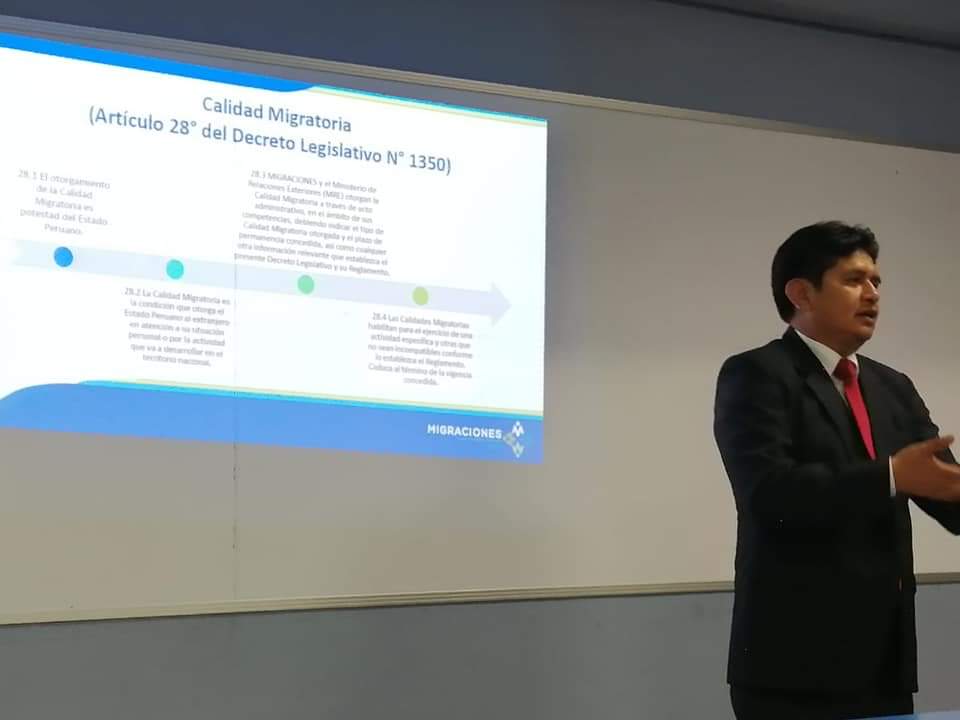 Calidad Migratoria
(Artículo 28° del Decreto Legislativo N° 1350)
28.1 El otorgamiento
de la Calidad
Migratoria es
potestad del Estado
Peruano.
28.2 La Calidad Migratoria es
la condición que otorga el
Estado Peruano al extranjero
en atención a su situación
personal o por la actividad
que va a desarrollar en el
territorio nacional.
28.3 MIGRACIONES y el Ministerio de
Relaciones Exteriores (MRE) otorgan la
Calidad Migratoria a través de acto
administrativo, en el ámbito de sus
competencias, debiendo indicar el tipo de
Calidad Migratoria otorgada y el plazo de
permanencia concedida, así como cualquier
otra información relevante que establezca el
presente Decreto Legislativo y su Reglamento.
28.4 Las Calidades Migratorias
habilitan para el ejercicio de una
actividad específica y otras que
no sean incompatibles conforme
lo establezca el Reglamento.
Caduca al término de la vigencia
concedida.
MIGRACIONES